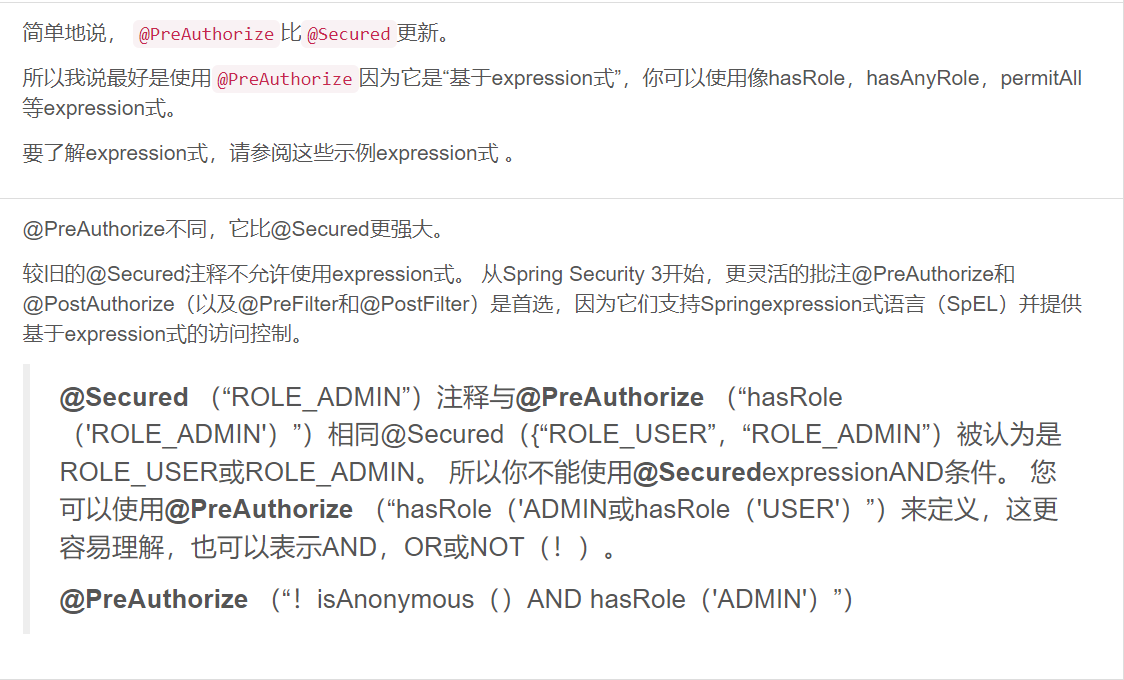 简单地说， @PreAuthorize 比 @Secured 更新。
所以我说最好是使用 @PreAuthorize 因为它是“基于expression式”，你可以使用像hasRole，hasAnyRole，permitAll
等expression式。
要了解expression式，请参阅这些示例expression式 。
@PreAuthorize不同，它比@Secured更强大。
较旧的@Secured注释不允许使用expression式。 从Spring Security 3开始，更灵活的批注@PreAuthorize和
@PostAuthorize（以及@PreFilter和@PostFilter）是首选，因为它们支持Springexpression式语言（SpEL）并提供
基于expression式的访问控制。
@Secured （“ROLE_ADMIN”）注释与@PreAuthorize （“hasRole
（'ROLE_ADMIN'）”）相同@Secured（{“ROLE_USER”，“ROLE_ADMIN”）被认为是
ROLE_USER或ROLE_ADMIN。 所以你不能使用@SecuredexpressionAND条件。 您
可以使用@PreAuthorize （“hasRole（'ADMIN或hasRole（'USER'）”）来定义，这更
容易理解，也可以表示AND，OR或NOT（！）。
@PreAuthorize （“！isAnonymous（）AND hasRole（'ADMIN'）”）